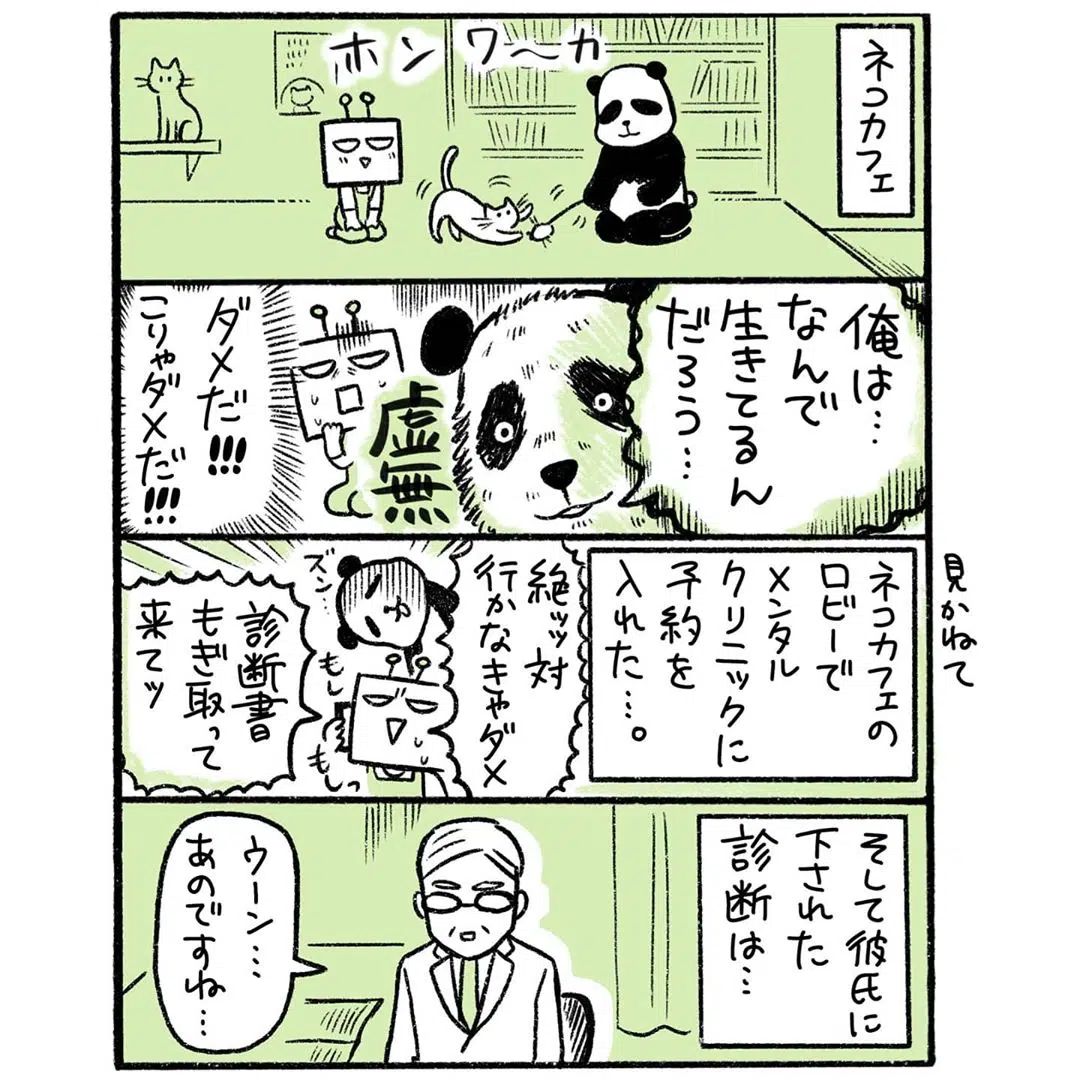 ネコカフェ
ホンワ〜カ
俺は…
なんで
生きてるん
だろう…
虚無
ダメだ!!!
こりゃダメだ!!!
見かねて
ネコカフェの
ロビーで
メンタル
クリニックに
予約を
入れた…。
絶ッッ対
行かなきゃダメ
ズン…
もしもしっ
診断書
もぎ取って
来てッ
そして彼氏に
下された
診断は…
ウーン…
あのですね…